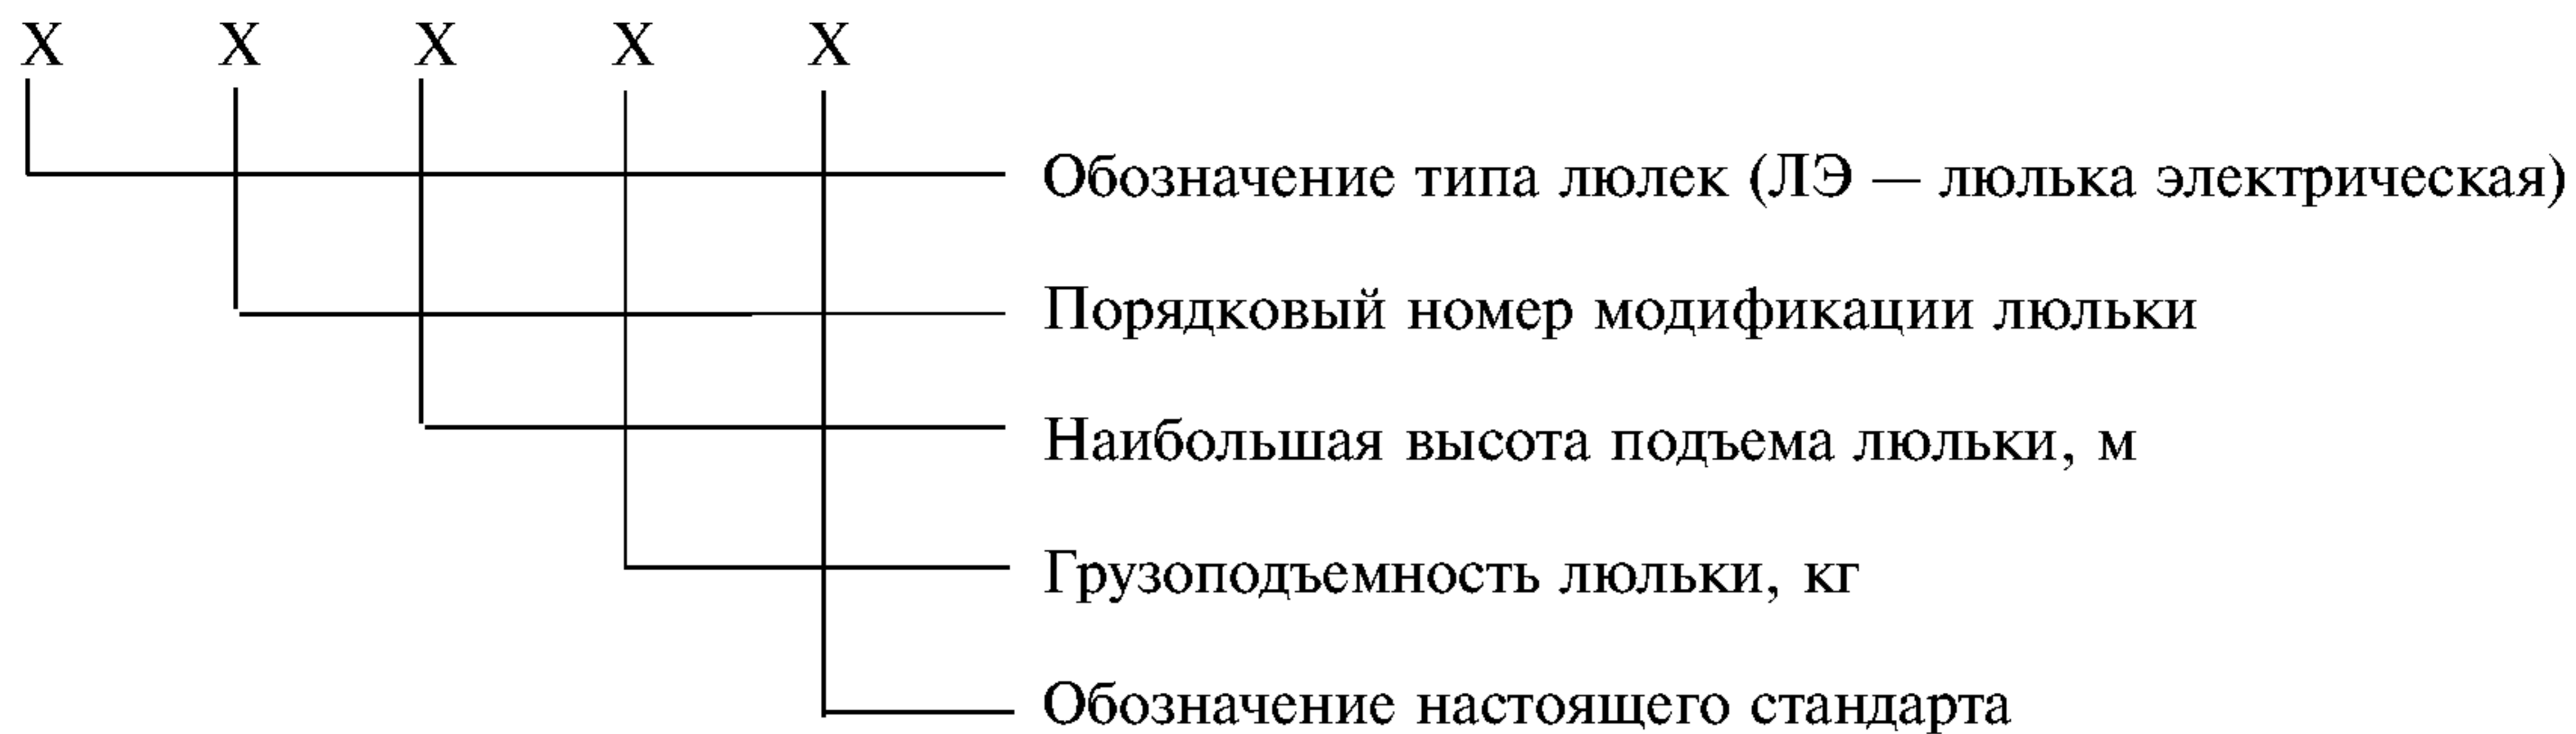 Х Х Х Х Х
Обозначение типа люлек (ЛЭ — люлька электрическая)
Порядковый номер модификации люльки
Наибольшая высота подъема люльки, м
Грузоподъемность люльки, кг
Обозначение настоящего стандарта